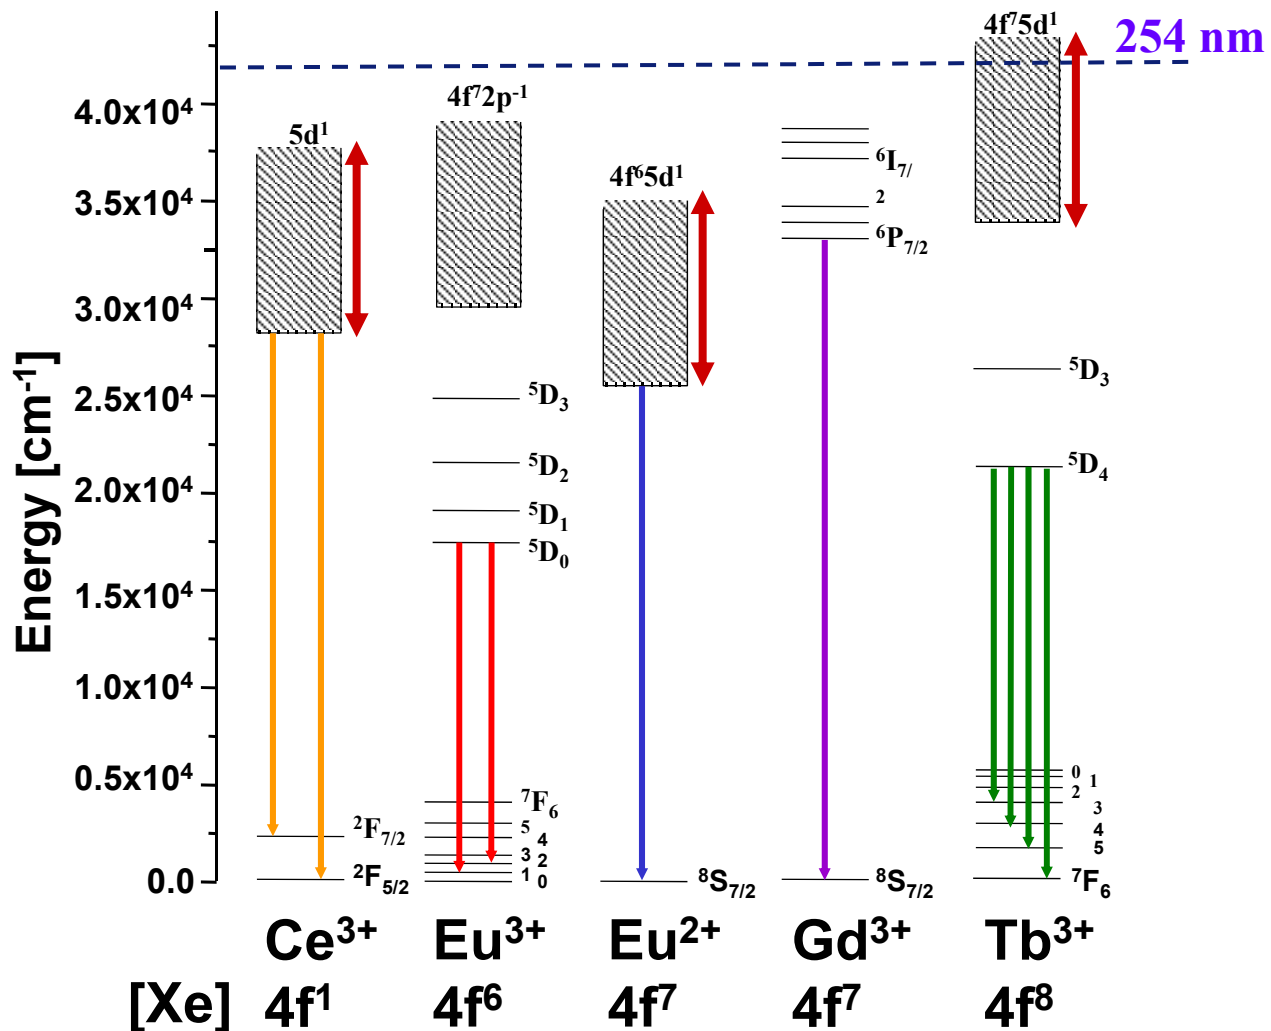 4f⁷5d¹
254 nm
4f⁷2p⁻¹
5d¹
4f⁶5d¹
4.0x10⁴
3.5x10⁴
3.0x10⁴
2.5x10⁴
2.0x10⁴
1.5x10⁴
1.0x10⁴
0.5x10⁴
0.0
Energy [cm⁻¹]
²F₇/₂
²F₅/₂
⁵D₃
⁵D₂
⁵D₁
⁵D₀
⁷F₆
5
4
3
2
1
0
⁸S₇/₂
⁶I₇/
2
⁶P₇/₂
⁸S₇/₂
⁵D₃
⁵D₄
0
1
2
3
4
5
⁷F₆
Ce³⁺ Eu³⁺ Eu²⁺ Gd³⁺ Tb³⁺
[Xe] 4f¹ 4f⁶ 4f⁷ 4f⁷ 4f⁸